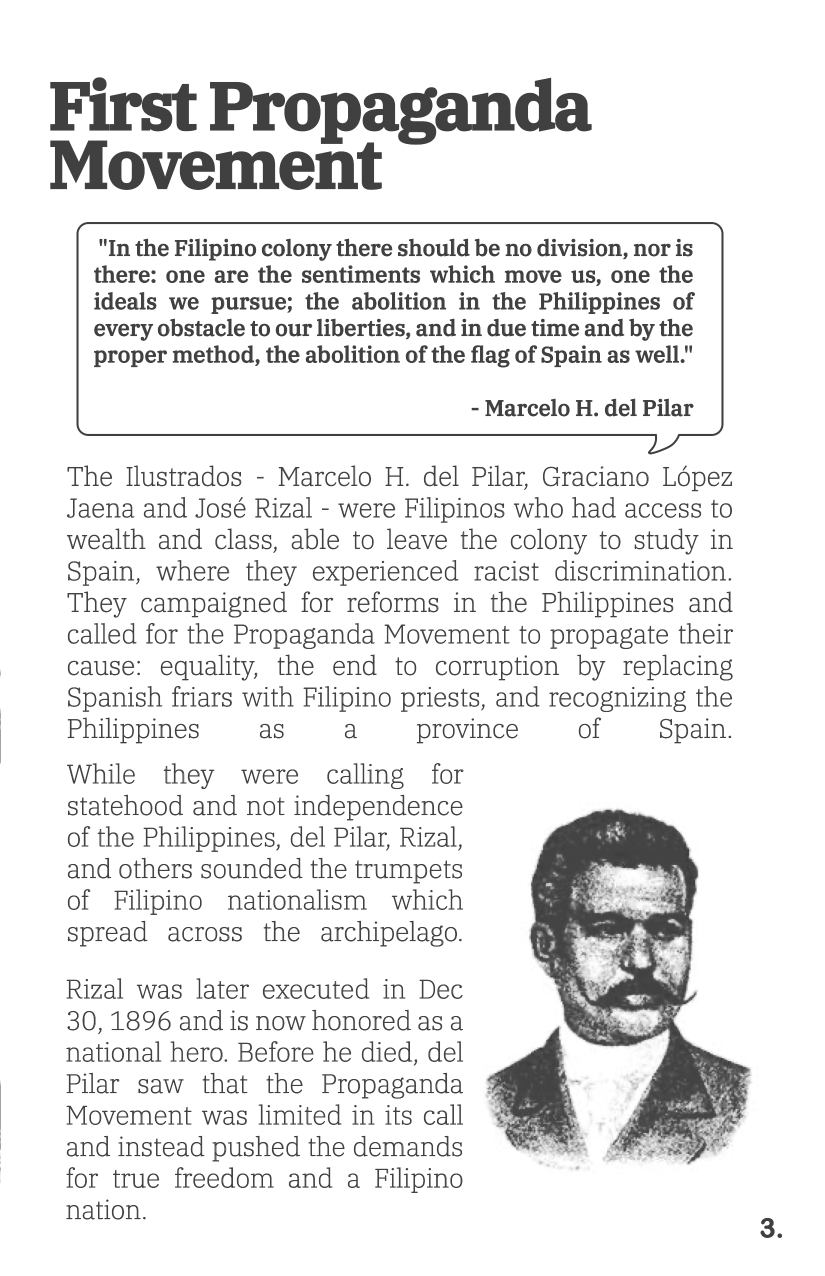 First Propaganda
Movement
"In the Filipino colony there should be no division, nor is
there: one are the sentiments which move us, one the
ideals we pursue; the abolition in the Philippines of
every obstacle to our liberties, and in due time and by the
proper method, the abolition of the flag of Spain as well."
- Marcelo H. del Pilar
The Ilustrados - Marcelo H. del Pilar, Graciano López
Jaena and José Rizal - were Filipinos who had access to
wealth and class, able to leave the colony to study in
Spain, where they experienced racist discrimination.
They campaigned for reforms in the Philippines and
called for the Propaganda Movement to propagate their
cause: equality, the end to corruption by replacing
Spanish friars with Filipino priests, and recognizing the
Philippines as a province of Spain.
While they were calling for
statehood and not independence
of the Philippines, del Pilar, Rizal,
and others sounded the trumpets
of Filipino nationalism which
spread across the archipelago.
Rizal was later executed in Dec
30, 1896 and is now honored as a
national hero. Before he died, del
Pilar saw that the Propaganda
Movement was limited in its call
and instead pushed the demands
for true freedom and a Filipino
nation.
3.